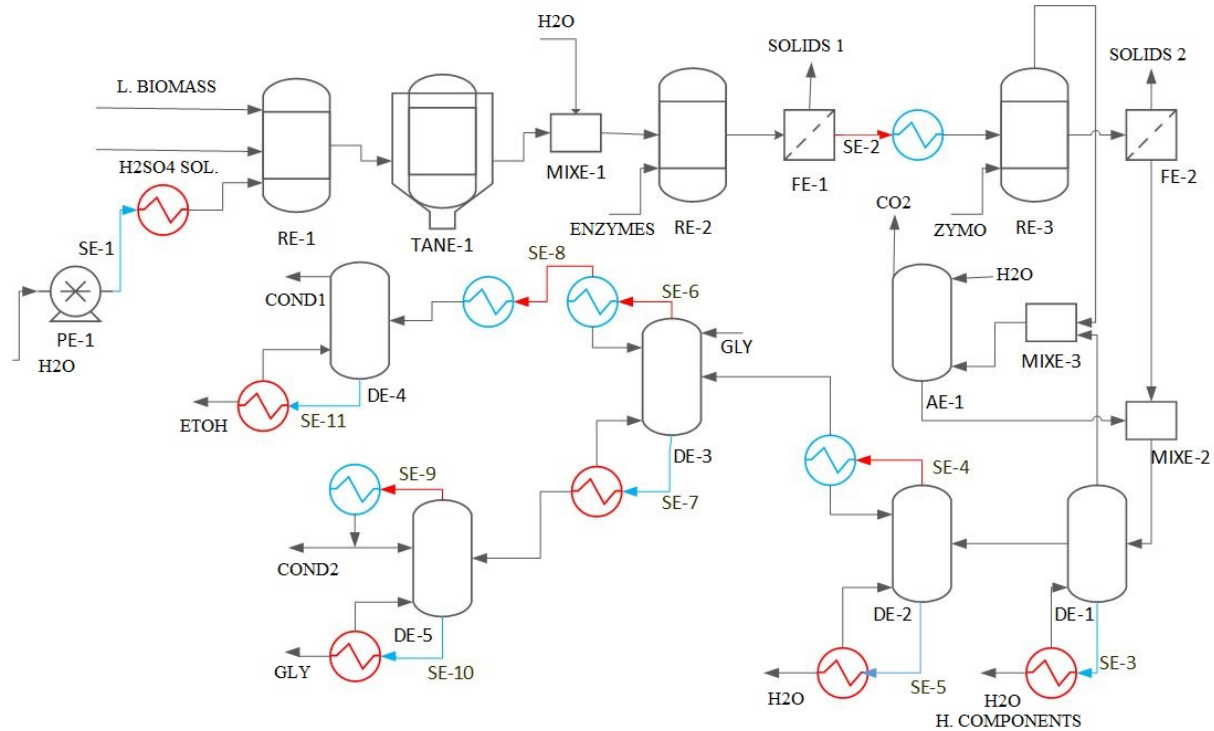 H2O
SOLIDS 1
SOLIDS 2
L. BIOMASS
RE-1
H2SO4 SOL.
TANE-1
MIXE-1
ENZYMES
RE-2
FE-1
SE-2
ZYMO
RE-3
FE-2
SE-1
PE-1
H2O
CO2
H2O
MIXE-3
AE-1
MIXE-2
SE-8
SE-6
COND1
GLY
DE-4
ETOH
SE-11
DE-3
SE-7
SE-4
SE-9
COND2
DE-5
GLY
SE-10
DE-2
H2O
SE-5
DE-1
SE-3
H2O
H. COMPONENTS